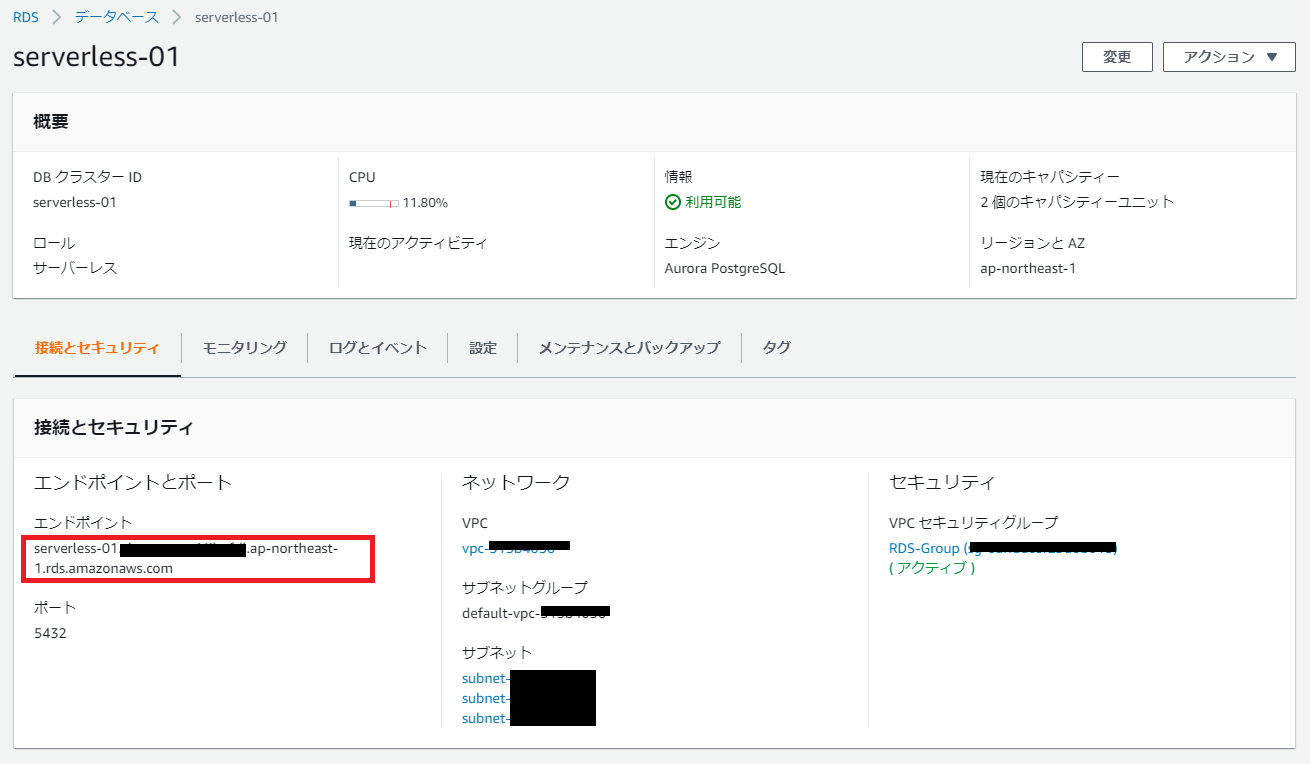 RDS > データベース > serverless-01
serverless-01
変更
アクション ▼
概要
DB クラスター ID
serverless-01
CPU
11.80%
情報
利用可能
現在のキャパシティー
2 個のキャパシティーユニット
ロール
サーバーレス
現在のアクティビティ
エンジン
Aurora PostgreSQL
リージョンと AZ
ap-northeast-1
接続とセキュリティ
モニタリング
ログとイベント
設定
メンテナンスとバックアップ
タグ
接続とセキュリティ
エンドポイントとポート
エンドポイント
serverless-01. .ap-northeast-
1.rds.amazonaws.com
ポート
5432
ネットワーク
VPC
vpc-
サブネットグループ
default-vpc-
サブネット
subnet-
subnet-
subnet-
セキュリティ
VPC セキュリティグループ
RDS-Group (
( アクティブ )